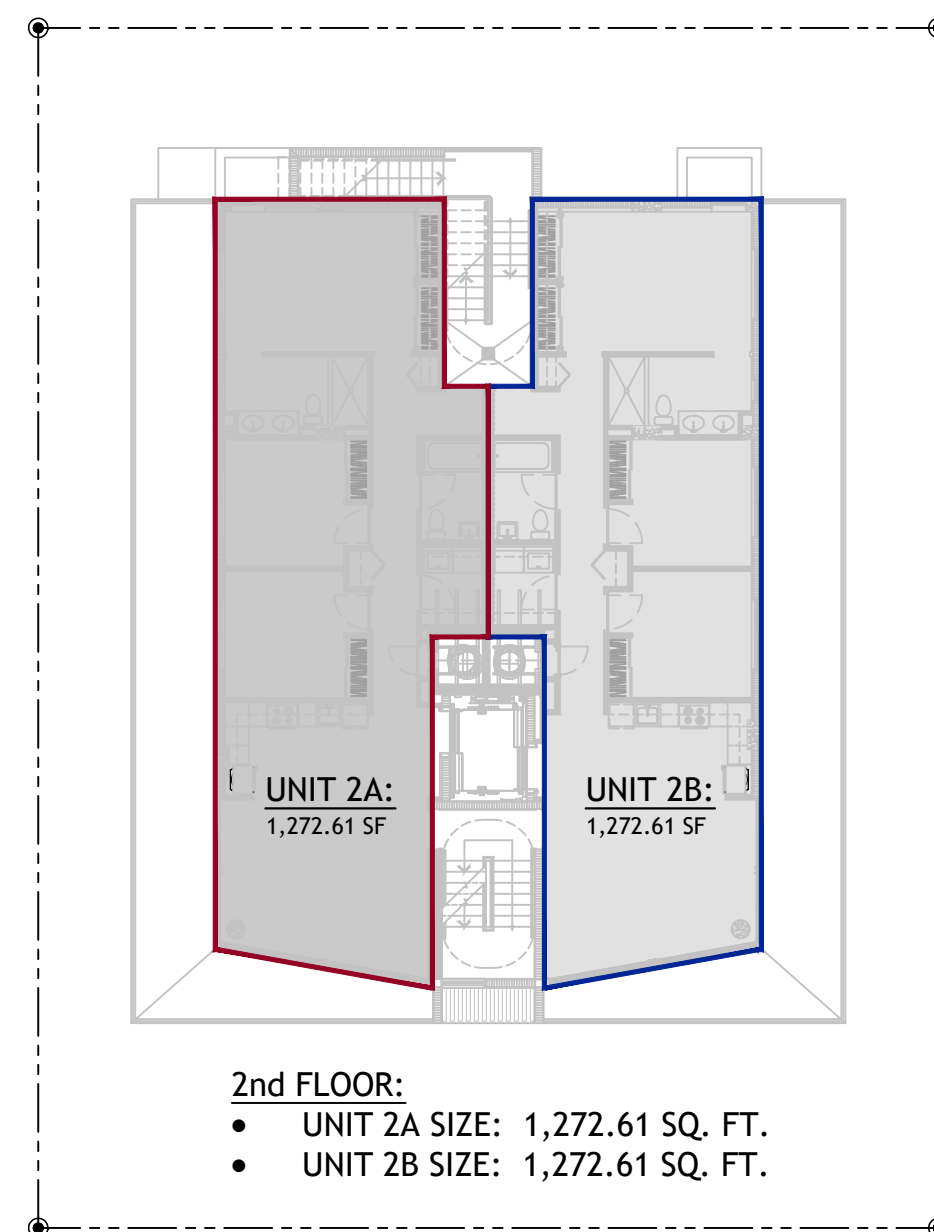 UNIT 2A:
1,272.61 SF
UNIT 2B:
1,272.61 SF
2nd FLOOR:
• UNIT 2A SIZE: 1,272.61 SQ. FT.
• UNIT 2B SIZE: 1,272.61 SQ. FT.